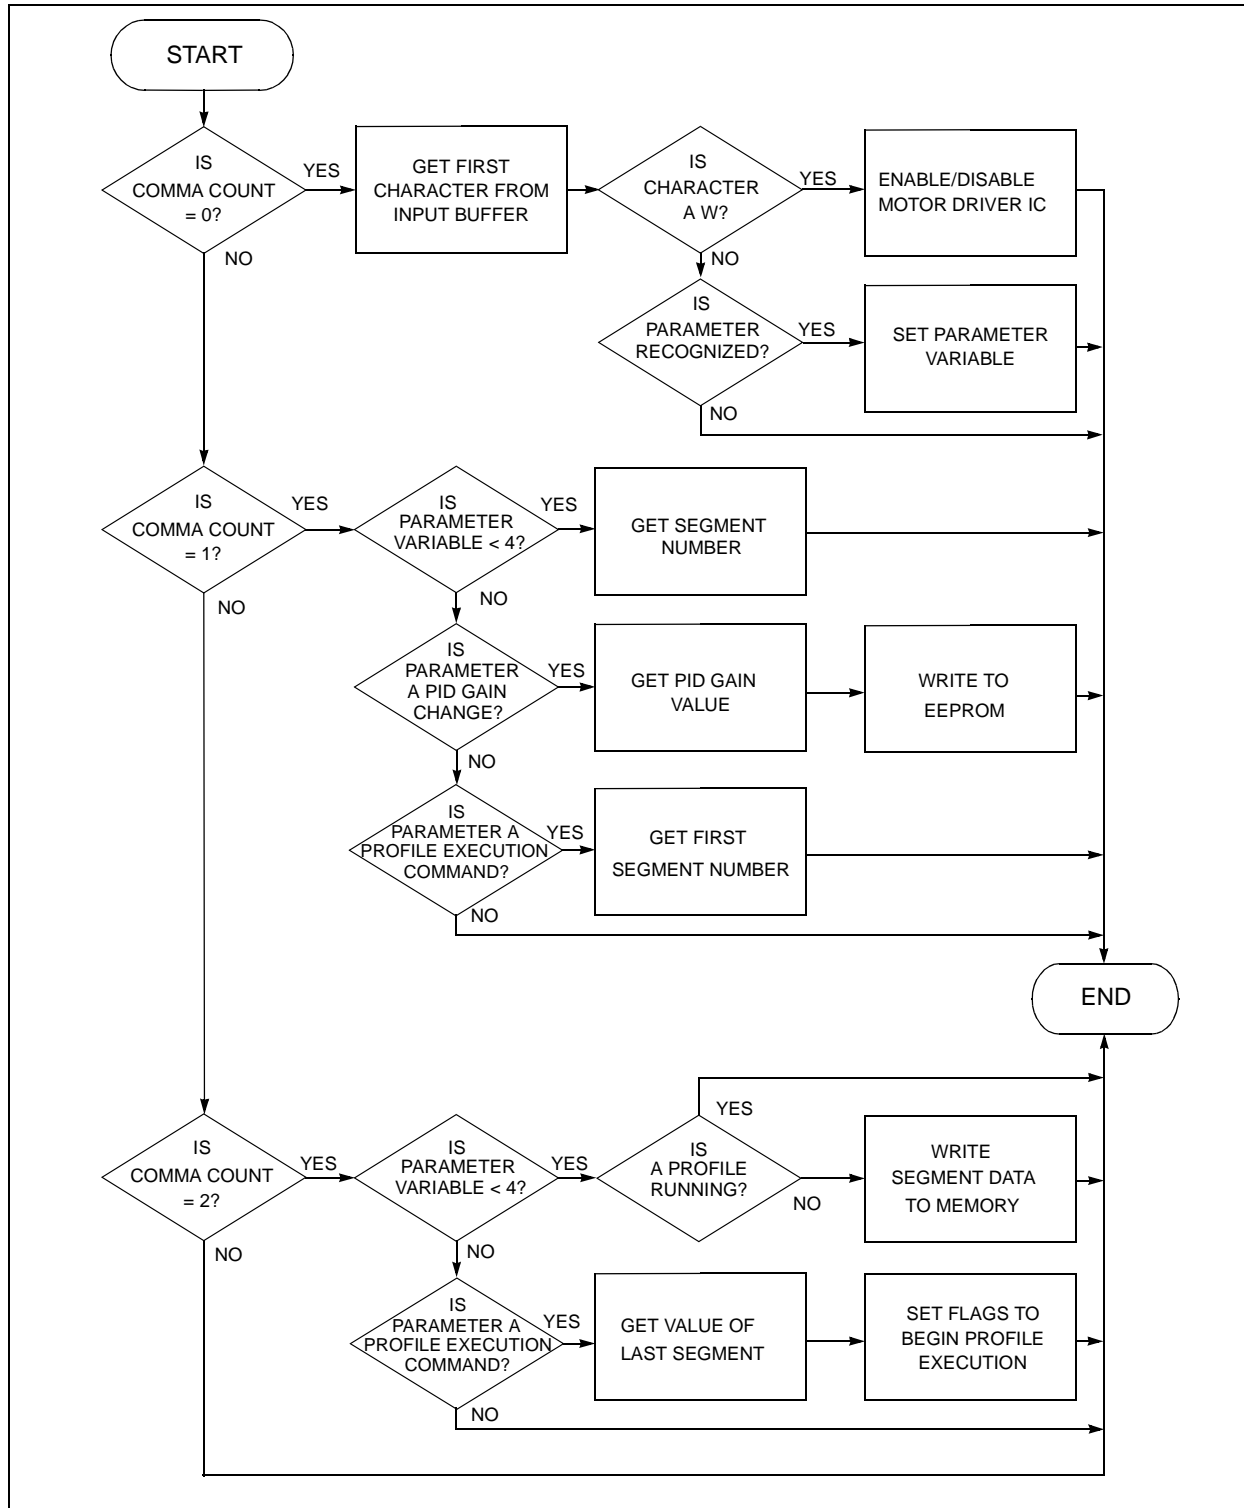 START
IS
COMMA COUNT
= 0?
YES
NO
GET FIRST
CHARACTER FROM
INPUT BUFFER
IS
CHARACTER
A W?
YES
NO
ENABLE/DISABLE
MOTOR DRIVER IC
IS
PARAMETER
RECOGNIZED?
YES
NO
SET PARAMETER
VARIABLE
IS
COMMA COUNT
= 1?
YES
NO
IS
PARAMETER
VARIABLE < 4?
YES
NO
GET SEGMENT
NUMBER
IS
PARAMETER
A PID GAIN
CHANGE?
YES
NO
GET PID GAIN
VALUE
WRITE TO
EEPROM
IS
PARAMETER A
PROFILE EXECUTION
COMMAND?
YES
NO
GET FIRST
SEGMENT NUMBER
END
IS
COMMA COUNT
= 2?
YES
NO
IS
PARAMETER
VARIABLE < 4?
YES
NO
IS
A PROFILE
RUNNING?
YES
NO
WRITE
SEGMENT DATA
TO MEMORY
IS
PARAMETER A
PROFILE EXECUTION
COMMAND?
YES
NO
GET VALUE OF
LAST SEGMENT
SET FLAGS TO
BEGIN PROFILE
EXECUTION